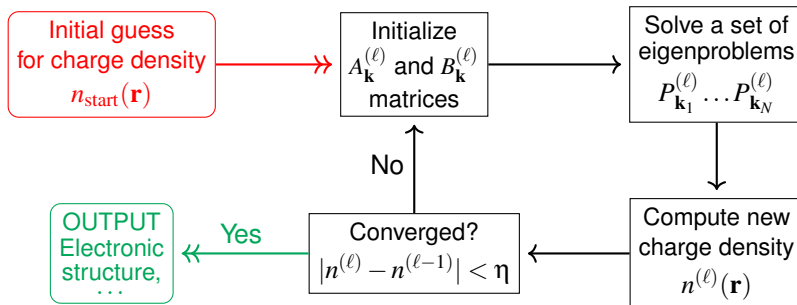 Initial guess
for charge density
n_start(r)
Initialize
A_k^(ℓ) and B_k^(ℓ)
matrices
Solve a set of
eigenproblems
P_k₁^(ℓ) … P_k_N^(ℓ)
No
Yes
OUTPUT
Electronic
structure,
⋯
Converged?
|n^(ℓ) − n^(ℓ−1)| < η
Compute new
charge density
n^(ℓ)(r)